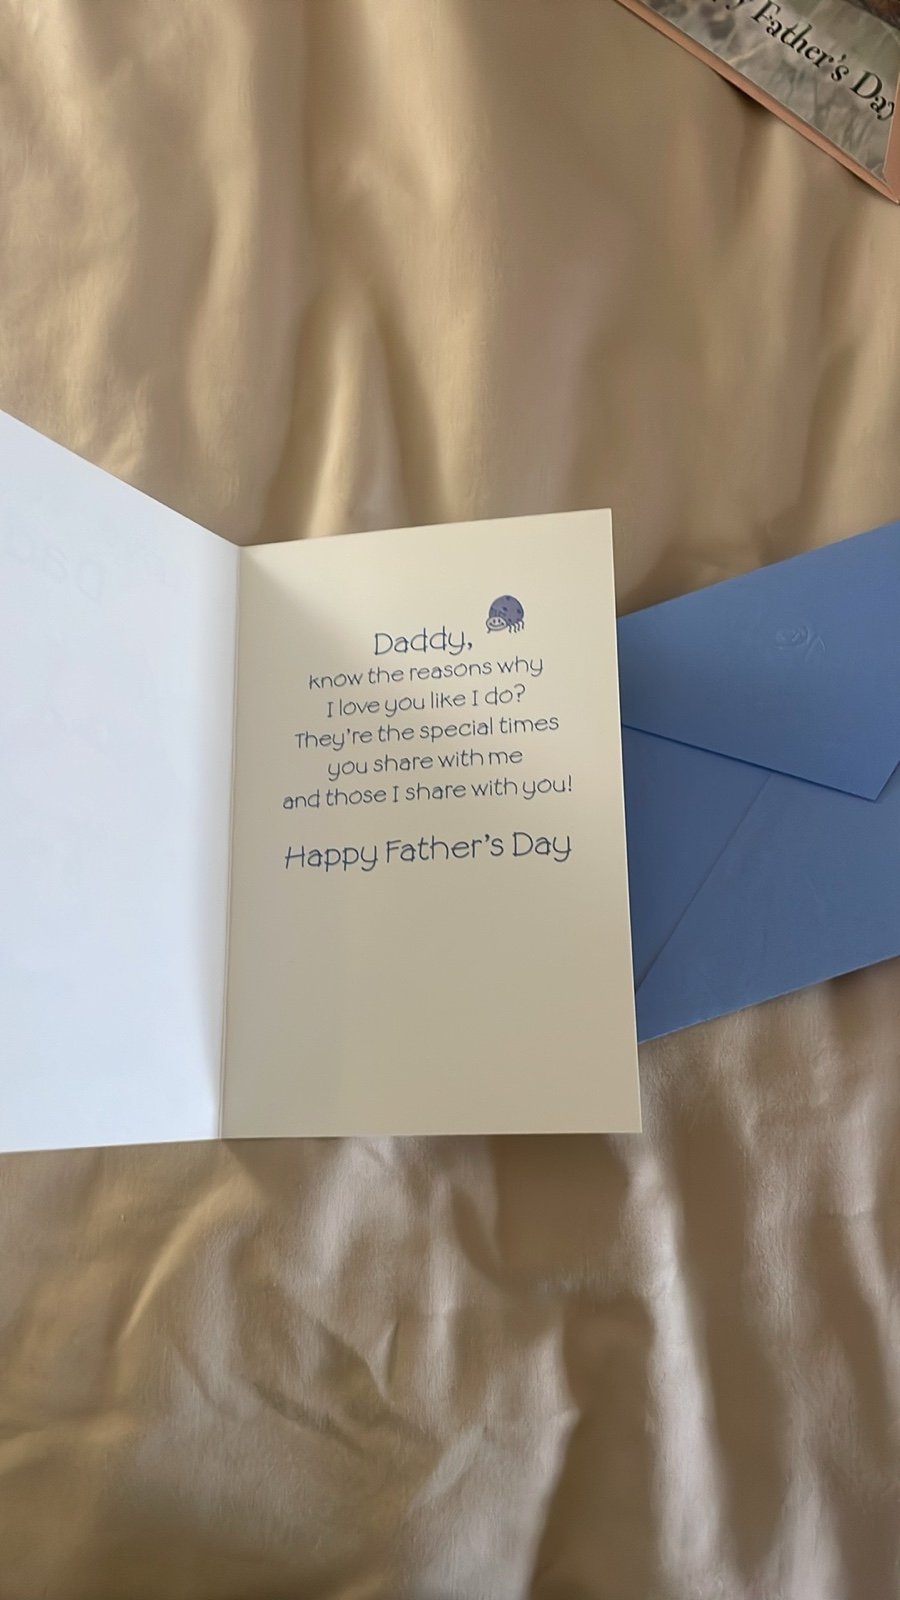 Father's Day
Daddy,
know the reasons why
I love you like I do?
They're the special times
you share with me
and those I share with you!
Happy Father's Day